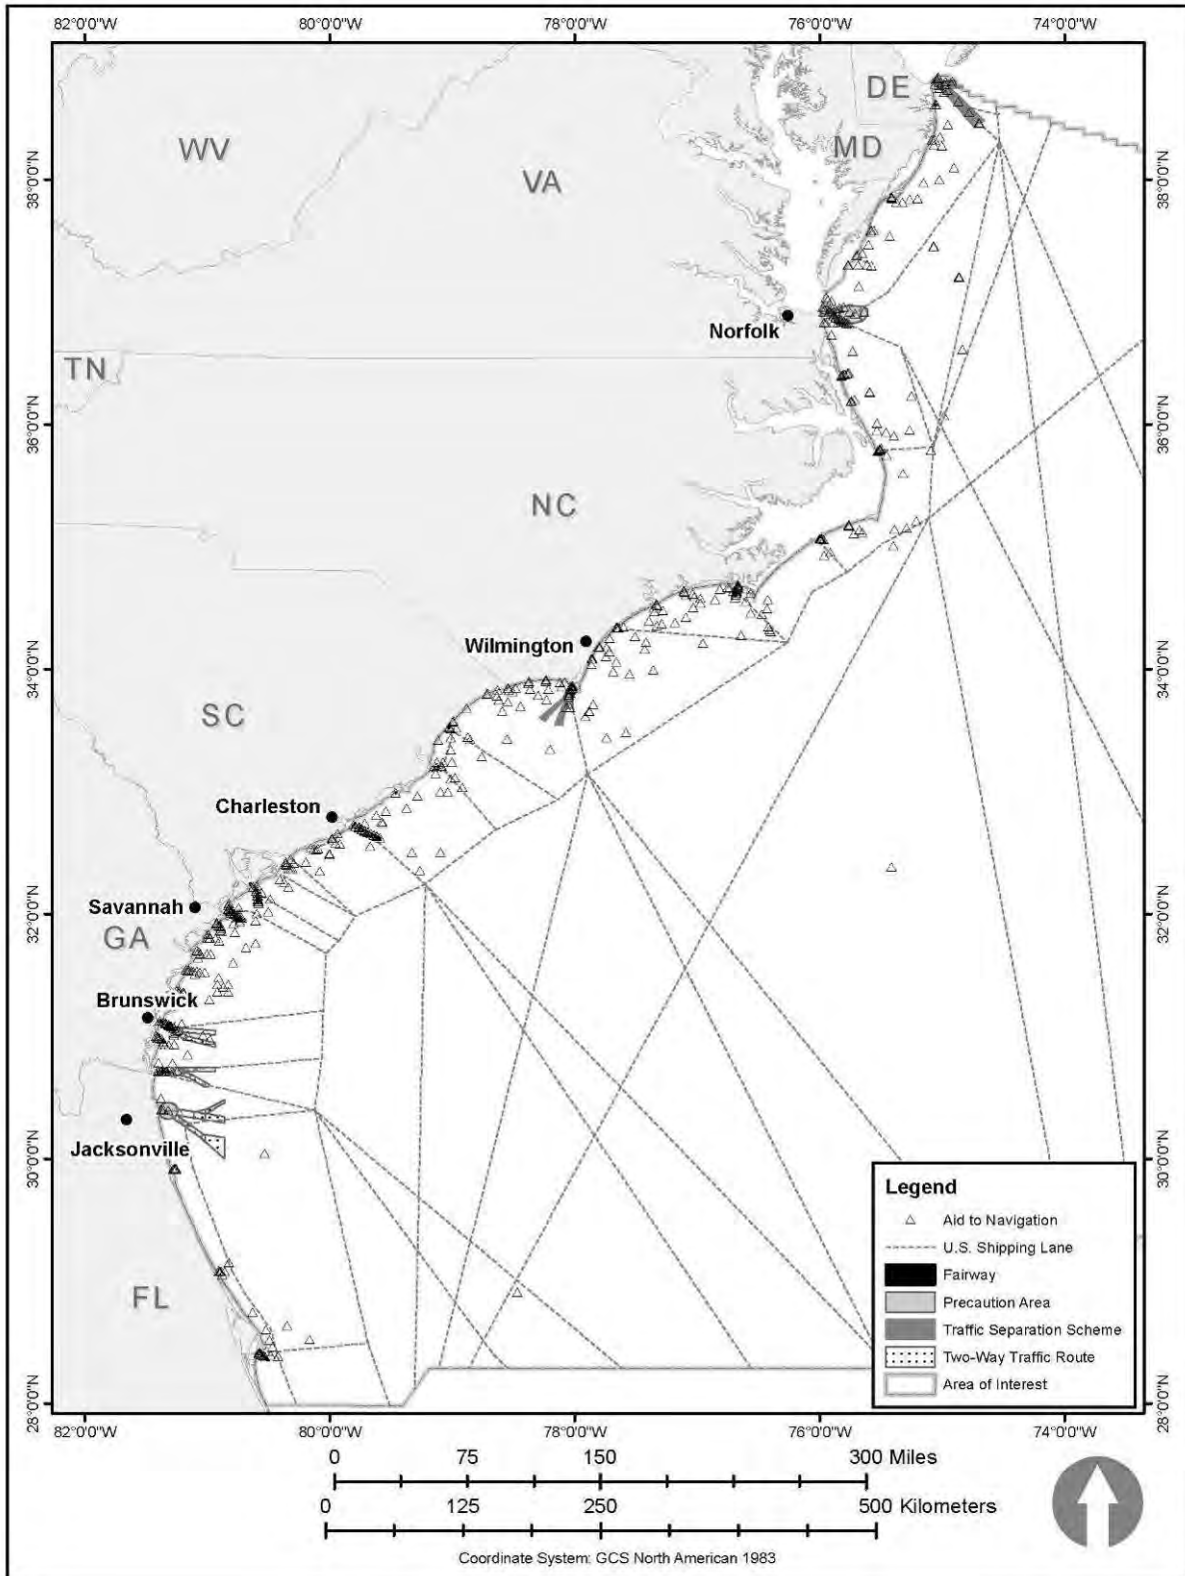 82°0'0"W 80°0'0"W 78°0'0"W 76°0'0"W 74°0'0"W
DE
WV
MD
VA
38°0'0"N 38°0'0"N
Norfolk
TN
36°0'0"N 36°0'0"N
NC
Wilmington
34°0'0"N 34°0'0"N
SC
Charleston
Savannah
32°0'0"N 32°0'0"N
GA
Brunswick
Jacksonville
30°0'0"N 30°0'0"N
FL
Legend
Aid to Navigation
U.S. Shipping Lane
Fairway
Precaution Area
Traffic Separation Scheme
Two-Way Traffic Route
Area of Interest
28°0'0"N 28°0'0"N
82°0'0"W 80°0'0"W 78°0'0"W 76°0'0"W 74°0'0"W
0 75 150 300 Miles
0 125 250 500 Kilometers
Coordinate System: GCS North American 1983